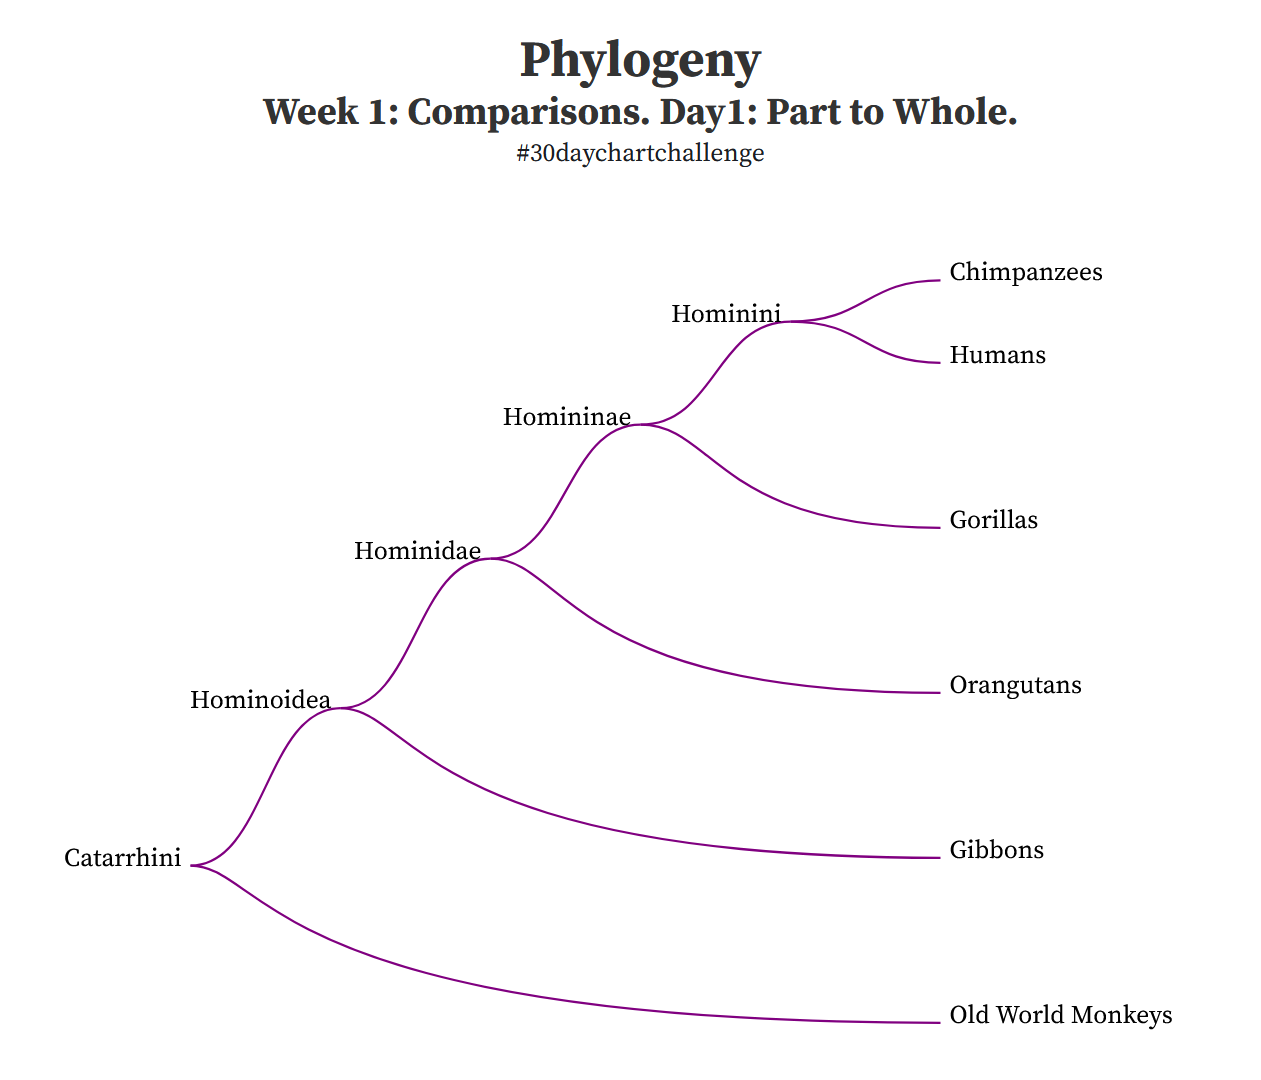 Phylogeny
Week 1: Comparisons. Day1: Part to Whole.
#30daychartchallenge
Chimpanzees
Hominini
Humans
Homininae
Gorillas
Hominidae
Orangutans
Hominoidea
Gibbons
Catarrhini
Old World Monkeys